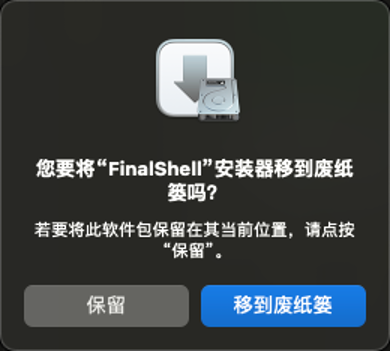 您要将“FinalShell”安装器移到废纸
篓吗？
若要将此软件包保留在其当前位置，请点按
“保留”。
保留
移到废纸篓